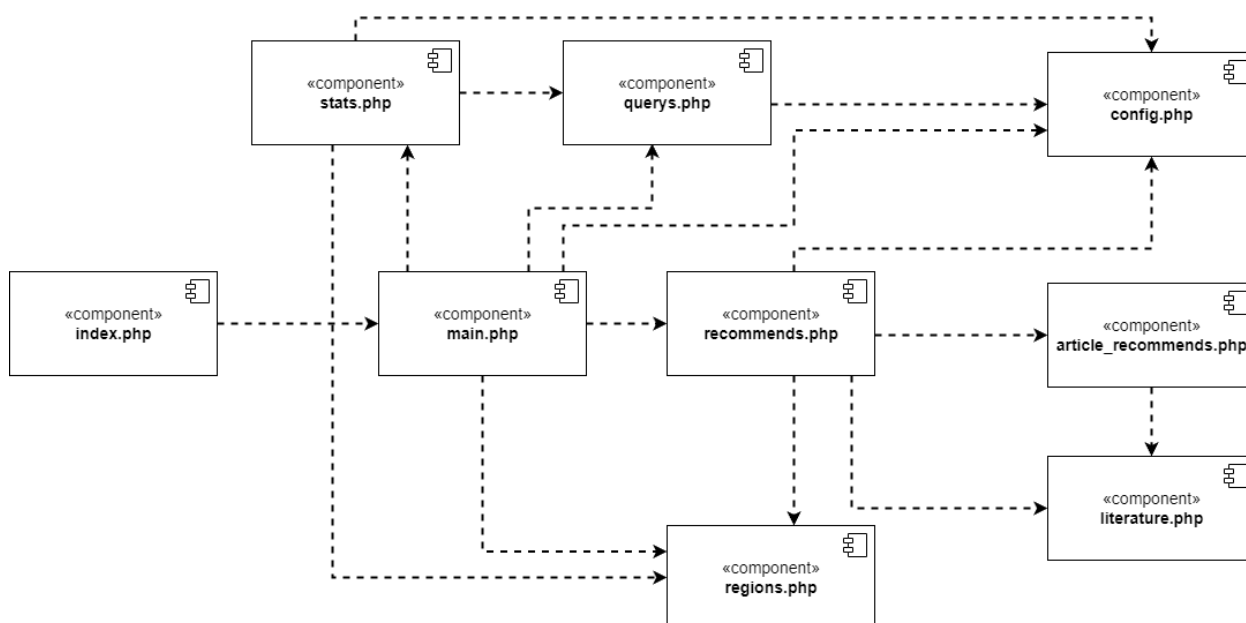 «component»
stats.php
«component»
querys.php
«component»
config.php
«component»
index.php
«component»
main.php
«component»
recommends.php
«component»
article_recommends.php
«component»
literature.php
«component»
regions.php